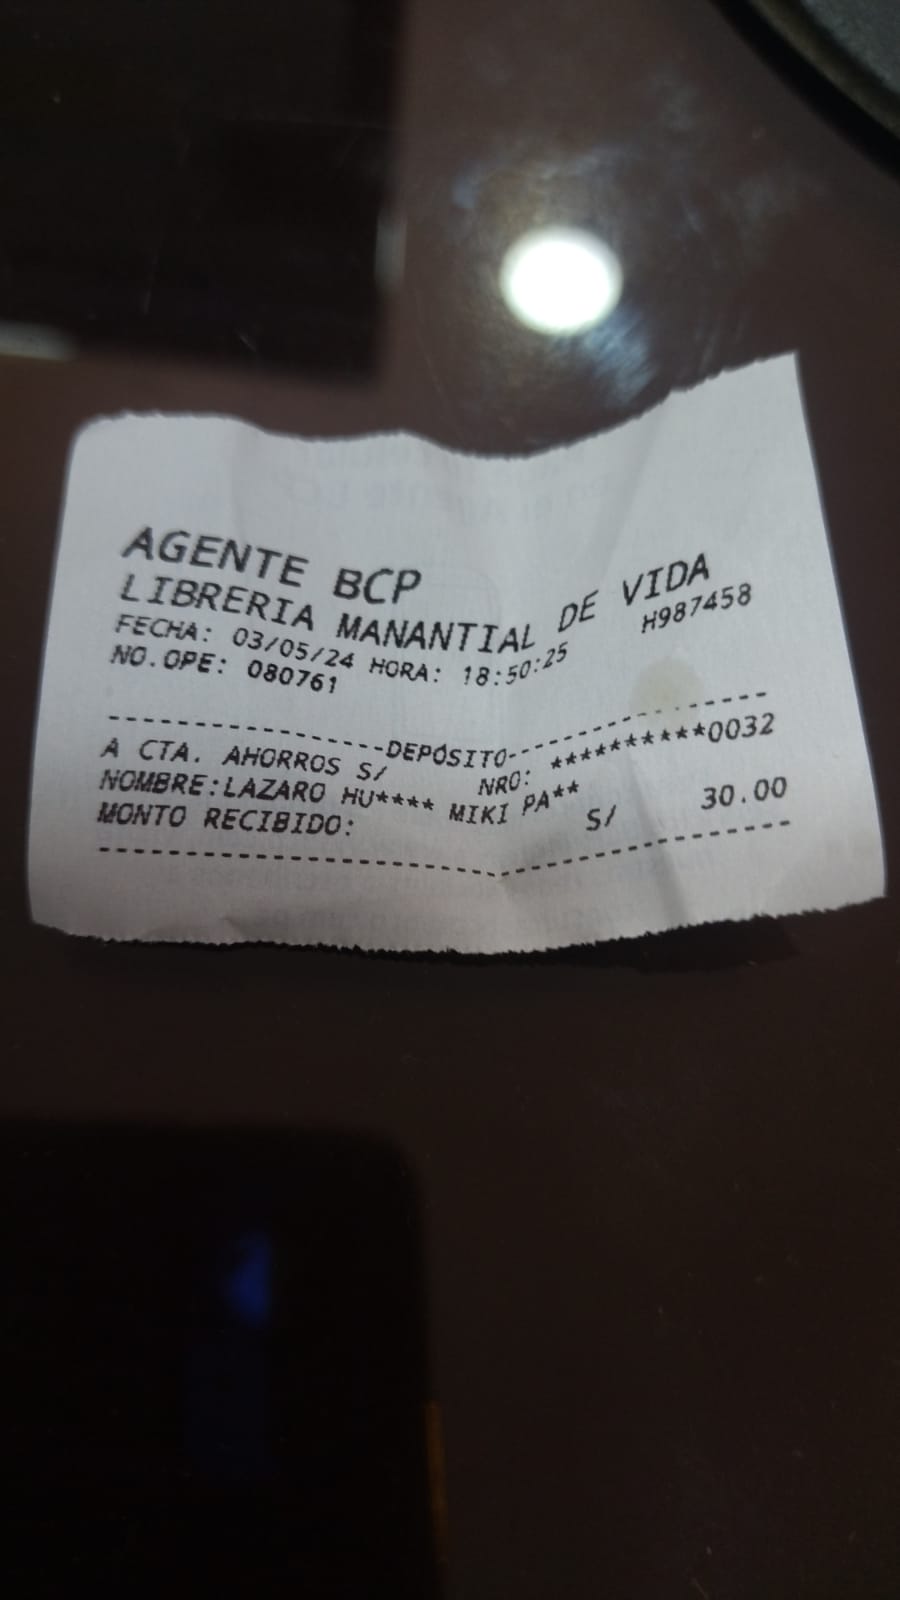 AGENTE BCP
LIBRERIA MANANTIAL DE VIDA
FECHA: 03/05/24 HORA: 18:50:25 H987458
NO.OPE: 080761
------------------DEPÓSITO------------------
A CTA. AHORROS S/ NRO: **********0032
NOMBRE:LAZARO HU**** MIKI PA**
MONTO RECIBIDO: S/ 30.00
--------------------------------------------